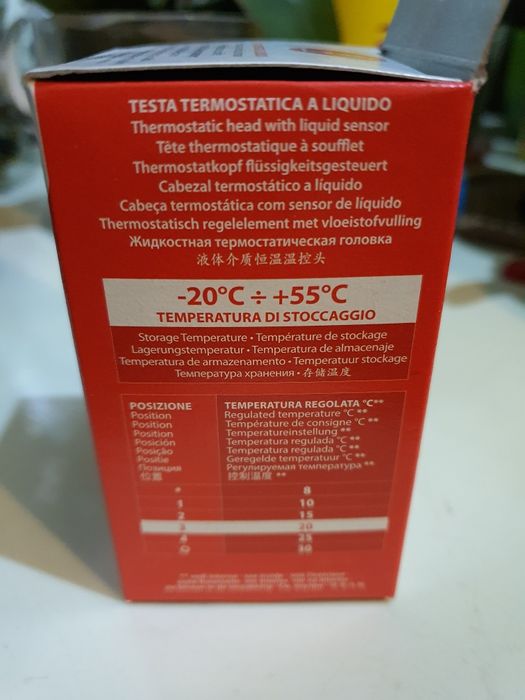 TESTA TERMOSTATICA A LIQUIDO
Thermostatic head with liquid sensor
Tête thermostatique à soufflet
Thermostatkopf flüssigkeitsgesteuert
Cabezal termostático a líquido
Cabeça termostática com sensor de líquido
Thermostatisch regelelement met vloeistofvulling
Жидкостная термостатическая головка
液体介质恒温温控头
-20°C ÷ +55°C
TEMPERATURA DI STOCCAGGIO
Storage Temperature • Température de stockage
Lagerungstemperatur • Temperatura de almacenaje
Temperatura de armazenamento • Temperatuur stockage
Температура хранения • 存储温度
POSIZIONE TEMPERATURA REGOLATA °C**
Position Regulated temperature °C **
Position Température de consigne °C **
Position Temperatureinstellung **
Posición Temperatura regulada °C **
Posição Temperatura regulada °C **
Positie Geregelde temperatuur °C **
Позиция Регулируемая температура **
位置 控制温度 **
* 8
1 10
2 15
3 20
4 25
30